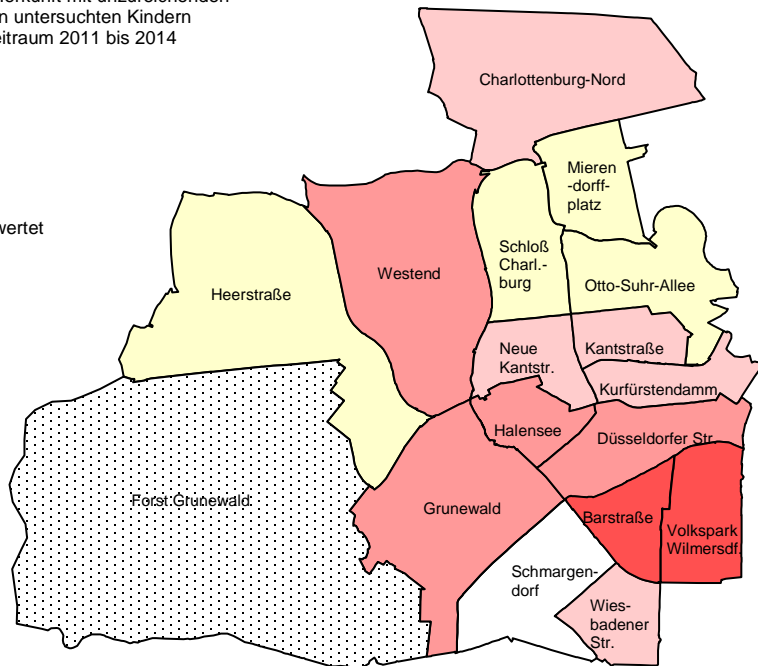 mit unzureichenden
n untersuchten Kindern
eitraum 2011 bis 2014
wertet
Charlottenburg-Nord
Mieren
-dorff-
platz
Schloß
Charl.-
burg
Westend
Heerstraße
Otto-Suhr-Allee
Neue
Kantstr.
Kantstraße
Kurfürstendamm
Halensee
Düsseldorfer Str.
Forst Grunewald
Grunewald
Barstraße
Volkspark
Wilmersdf.
Schmargen-
dorf
Wies-
badener
Str.